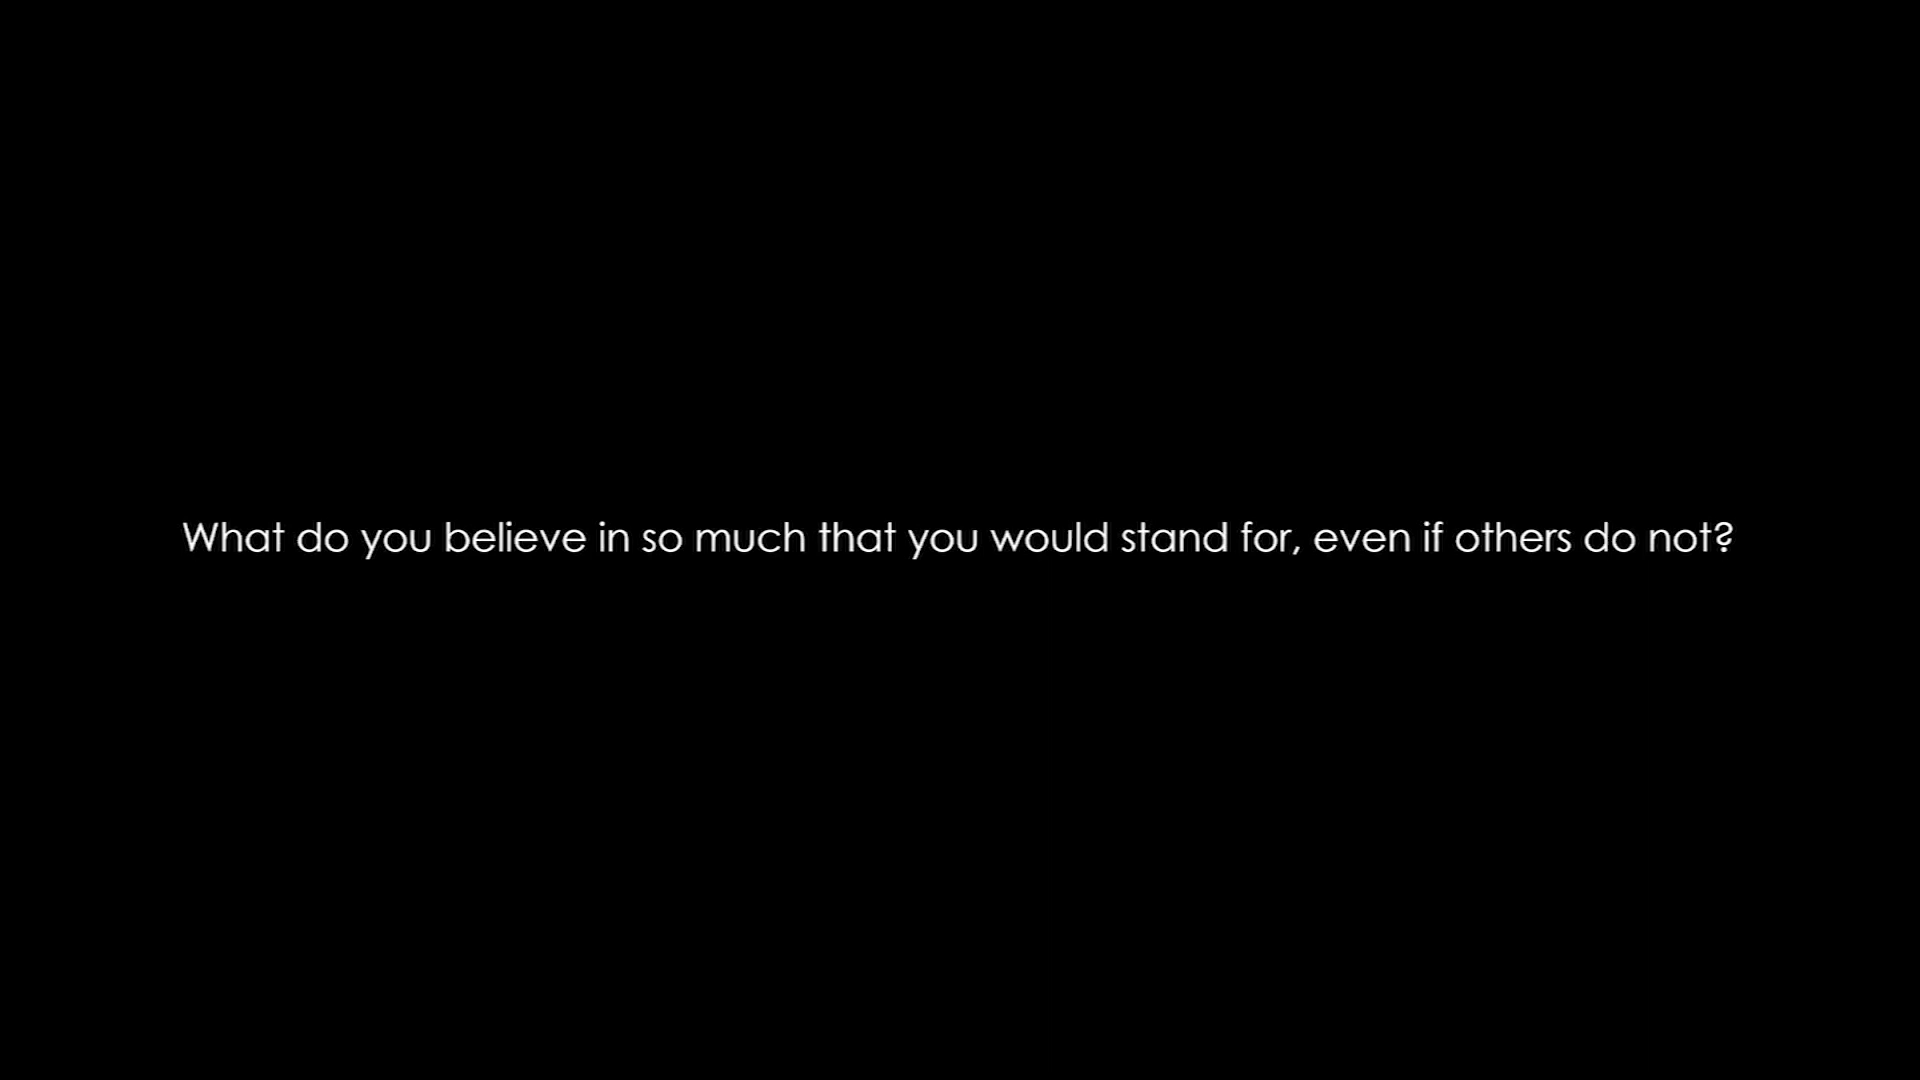 What do you believe in so much that you would stand for, even if others do not?